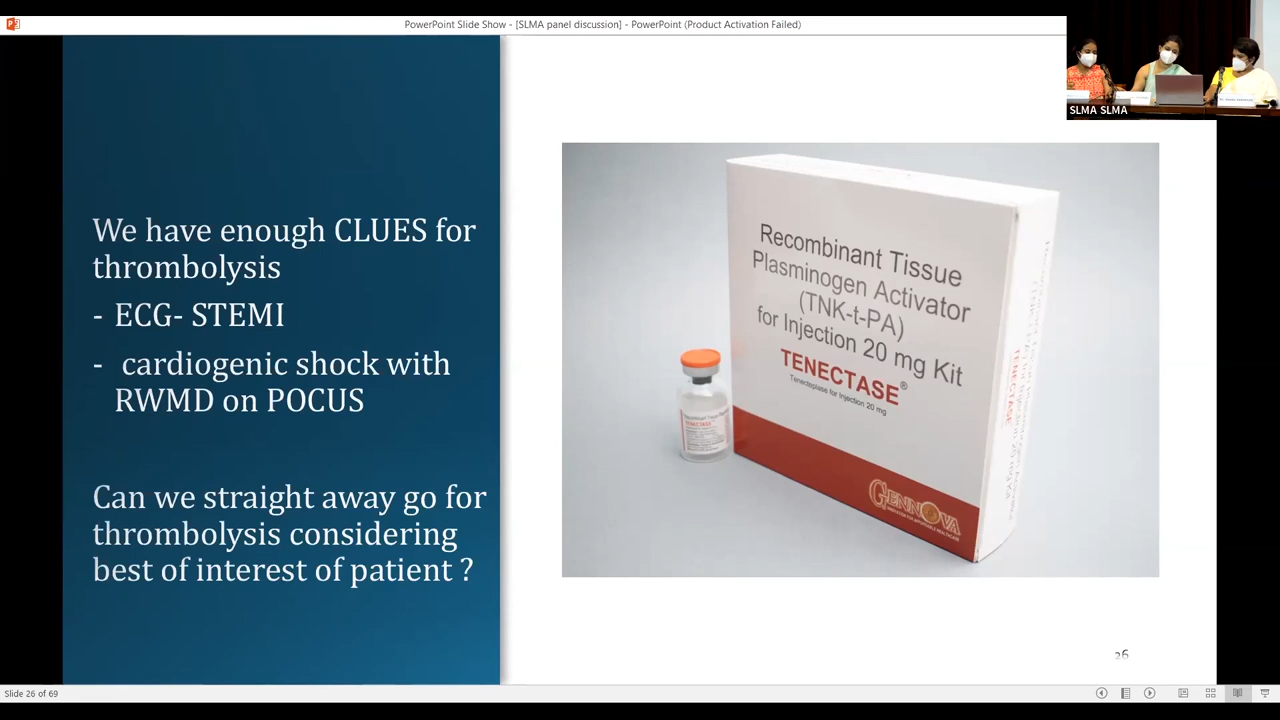 PowerPoint Slide Show - [SLMA panel discussion] - PowerPoint (Product Activation Failed)
SLMA SLMA
We have enough CLUES for
thrombolysis
- ECG- STEMI
- cardiogenic shock with
RWMD on POCUS
Can we straight away go for
thrombolysis considering
best of interest of patient ?
Recombinant Tissue
Plasminogen Activator
(TNK-t-PA)
for Injection 20 mg Kit
TENECTASE®
Tenecteplase for Injection 20 mg
GENNOVA
TENECTASE
TENECTASE
26
Slide 26 of 69